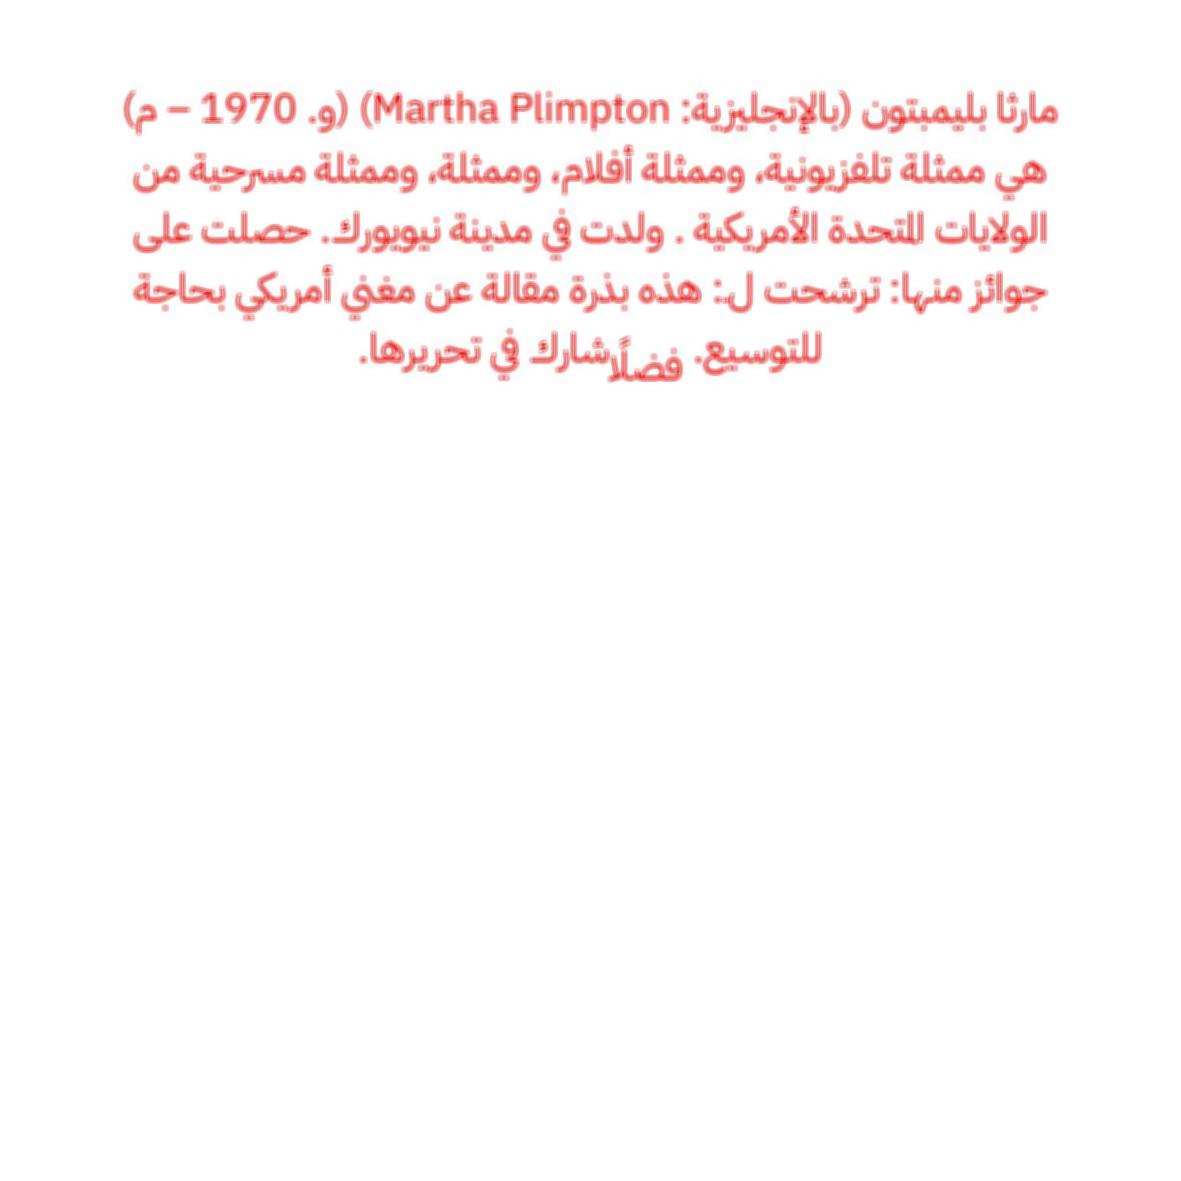 مارثا بليمبتون (بالإنجليزية: Martha Plimpton) (و. 1970 – م)
هي ممثلة تلفزيونية، وممثلة أفلام، وممثلة، وممثلة مسرحية من
الولايات المتحدة الأمريكية . ولدت في مدينة نيويورك. حصلت على
جوائز منها: ترشحت ل: هذه بذرة مقالة عن مغني أمريكي بحاجة
للتوسيع. فضلًا شارك في تحريرها.